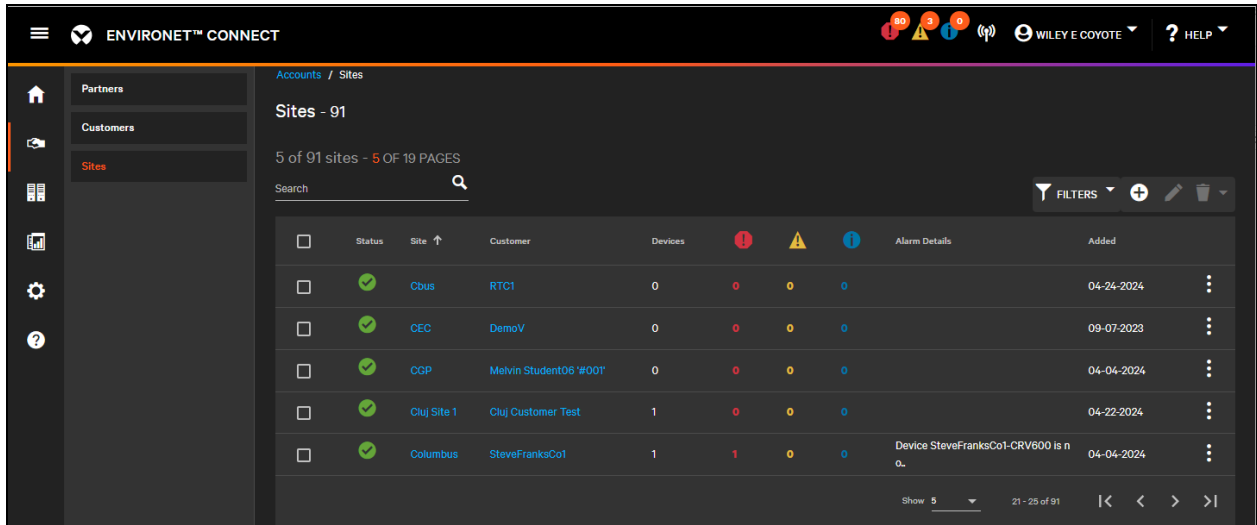 ENVIRONET™ CONNECT
80 3 0 WILEY E COYOTE ? HELP
Partners
Customers
Sites
Accounts / Sites
Sites - 91
5 of 91 sites - 5 OF 19 PAGES
Search
FILTERS
Status Site ↑ Customer Devices Alarm Details Added
Cbus RTC1 0 0 0 0 04-24-2024
CEC DemoV 0 0 0 0 09-07-2023
CGP Melvin Student06 '#001' 0 0 0 0 04-04-2024
Cluj Site 1 Cluj Customer Test 1 0 0 0 04-22-2024
Columbus SteveFranksCo1 1 1 0 0 Device SteveFranksCo1-CRV600 is n 04-04-2024
o..
Show 5 21 - 25 of 91